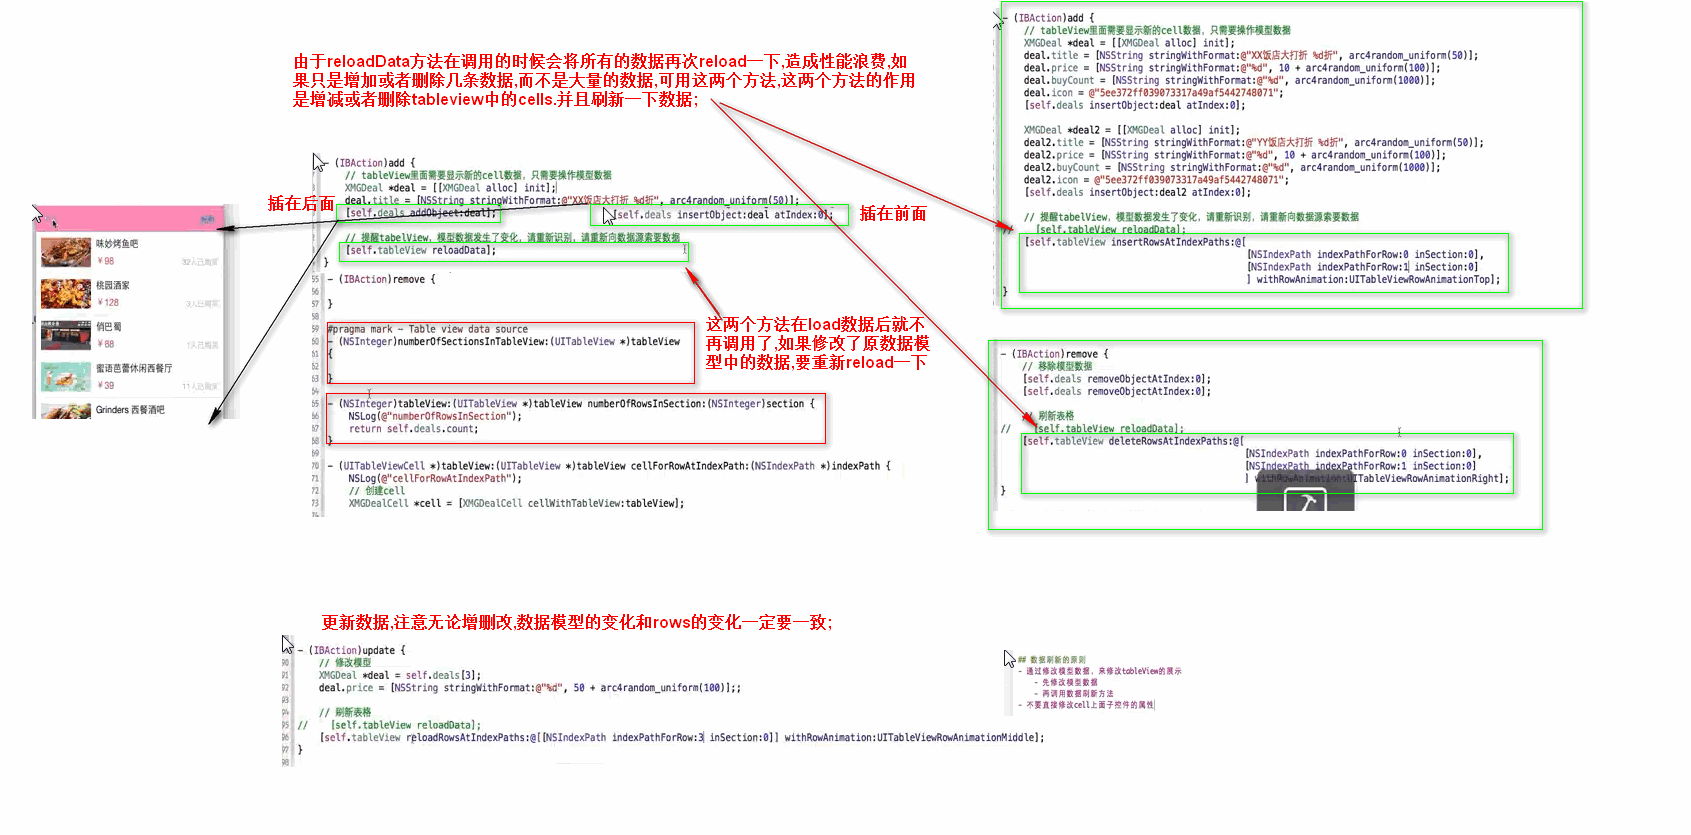 由于reloadData方法在调用的时候会将所有的数据再次reload一下,造成性能浪费,如
果只是增加或者删除几条数据,而不是大量的数据,可用这两个方法,这两个方法的作用
是增减或者删除tableview中的cells.并且刷新一下数据;
- (IBAction)add {
// tableView里面需要显示新的cell数据，只需要操作模型数据
XMGDeal *deal = [[XMGDeal alloc] init];
deal.title = [NSString stringWithFormat:@"XX饭店大打折 %d折", arc4random_uniform(50)];
[self.deals addObject:deal];
[self.deals insertObject:deal atIndex:0];
插在后面
插在前面
// 提醒tabelView，模型数据发生了变化，请重新识别，请重新向数据源索要数据
[self.tableView reloadData];
}
味妙烤鱼吧
￥98
桃园酒家
￥128
俏巴蜀
￥88
蜜语芭蕾休闲西餐厅
￥39
Grinders 西餐酒吧
55 - (IBAction)remove {
56
57 }
58
59 #pragma mark - Table view data source
60 - (NSInteger)numberOfSectionsInTableView:(UITableView *)tableView
61 {
62
63 }
64
65 - (NSInteger)tableView:(UITableView *)tableView numberOfRowsInSection:(NSInteger)section {
66 NSLog(@"numberOfRowsInSection");
67 return self.deals.count;
68 }
69
70 - (UITableViewCell *)tableView:(UITableView *)tableView cellForRowAtIndexPath:(NSIndexPath *)indexPath {
71 NSLog(@"cellForRowAtIndexPath");
72 // 创建cell
73 XMGDealCell *cell = [XMGDealCell cellWithTableView:tableView];
这两个方法在load数据后就不
再调用了,如果修改了原数据模
型中的数据,要重新reload一下
- (IBAction)add {
// tableView里面需要显示新的cell数据，只需要操作模型数据
XMGDeal *deal = [[XMGDeal alloc] init];
deal.title = [NSString stringWithFormat:@"XX饭店大打折 %d折", arc4random_uniform(50)];
deal.price = [NSString stringWithFormat:@"%d", 10 + arc4random_uniform(100)];
deal.buyCount = [NSString stringWithFormat:@"%d", arc4random_uniform(1000)];
deal.icon = @"5ee372ff039073317a49af5442748071";
[self.deals insertObject:deal atIndex:0];
XMGDeal *deal2 = [[XMGDeal alloc] init];
deal2.title = [NSString stringWithFormat:@"YY饭店大打折 %d折", arc4random_uniform(50)];
deal2.price = [NSString stringWithFormat:@"%d", 10 + arc4random_uniform(100)];
deal2.buyCount = [NSString stringWithFormat:@"%d", arc4random_uniform(1000)];
deal2.icon = @"5ee372ff039073317a49af5442748071";
[self.deals insertObject:deal2 atIndex:0];
// 提醒tabelView，模型数据发生了变化，请重新识别，请重新向数据源索要数据
// [self.tableView reloadData];
[self.tableView insertRowsAtIndexPaths:@[
[NSIndexPath indexPathForRow:0 inSection:0],
[NSIndexPath indexPathForRow:1 inSection:0]
] withRowAnimation:UITableViewRowAnimationTop];
}
- (IBAction)remove {
// 移除模型数据
[self.deals removeObjectAtIndex:0];
[self.deals removeObjectAtIndex:0];
// 刷新表格
// [self.tableView reloadData];
[self.tableView deleteRowsAtIndexPaths:@[
[NSIndexPath indexPathForRow:0 inSection:0],
[NSIndexPath indexPathForRow:1 inSection:0]
] withRowAnimation:UITableViewRowAnimationRight];
}
更新数据,注意无论增删改,数据模型的变化和rows的变化一定要一致;
- (IBAction)update {
90 // 修改模型
91 XMGDeal *deal = self.deals[3];
92 deal.price = [NSString stringWithFormat:@"%d", 50 + arc4random_uniform(100)];;
93
94 // 刷新表格
95 // [self.tableView reloadData];
96 [self.tableView reloadRowsAtIndexPaths:@[[NSIndexPath indexPathForRow:3 inSection:0]] withRowAnimation:UITableViewRowAnimationMiddle];
97 }
98
## 数据刷新的原则
- 通过修改模型数据，来修改tableView的展示
- 先修改模型数据
- 再调用数据刷新方法
- 不要直接修改cell上面子控件的属性